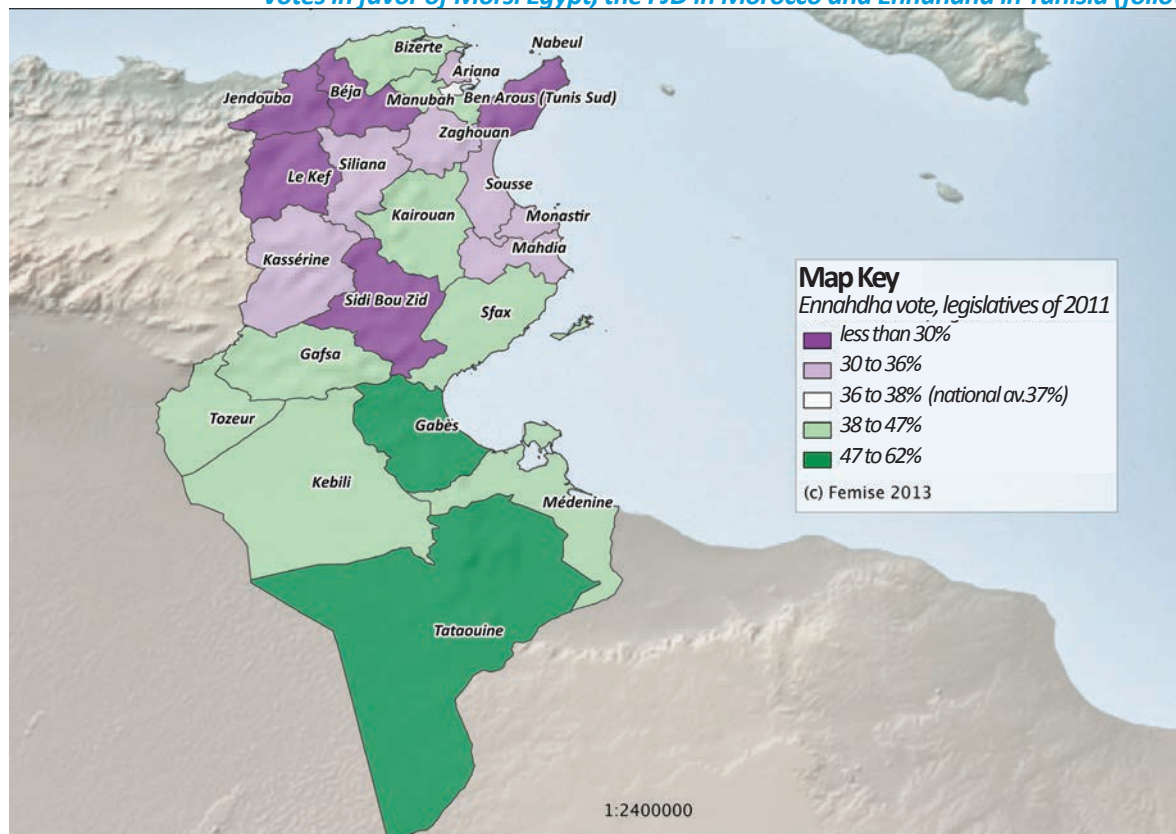 Votes in favor of Morsi Egypt, the PJD in Morocco and Ennahdha in Tunisia (follow
Bizerte
Nabeul
Ariana
Jendouba
Béja
Manubah
Ben Arous (Tunis Sud)
Zaghouan
Siliana
Le Kef
Sousse
Kairouan
Monastir
Mahdia
Kassérine
Sidi Bou Zid
Sfax
Gafsa
Tozeur
Gabès
Kebili
Médenine
Tataouine
Map Key
Ennahdha vote, legislatives of 2011
less than 30%
30 to 36%
36 to 38% (national av.37%)
38 to 47%
47 to 62%
(c) Femise 2013
1:2400000